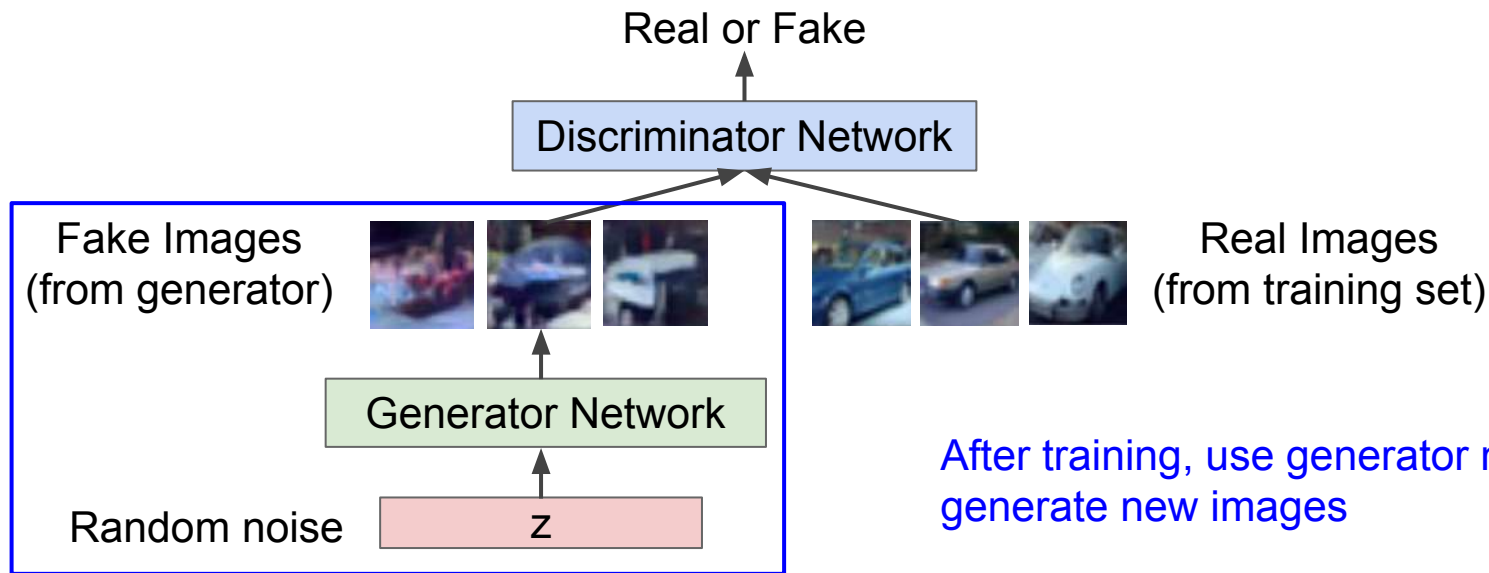 Real or Fake
Discriminator Network
Fake Images
(from generator)
Real Images
(from training set)
Generator Network
After training, use generator
generate new images
Random noise
z